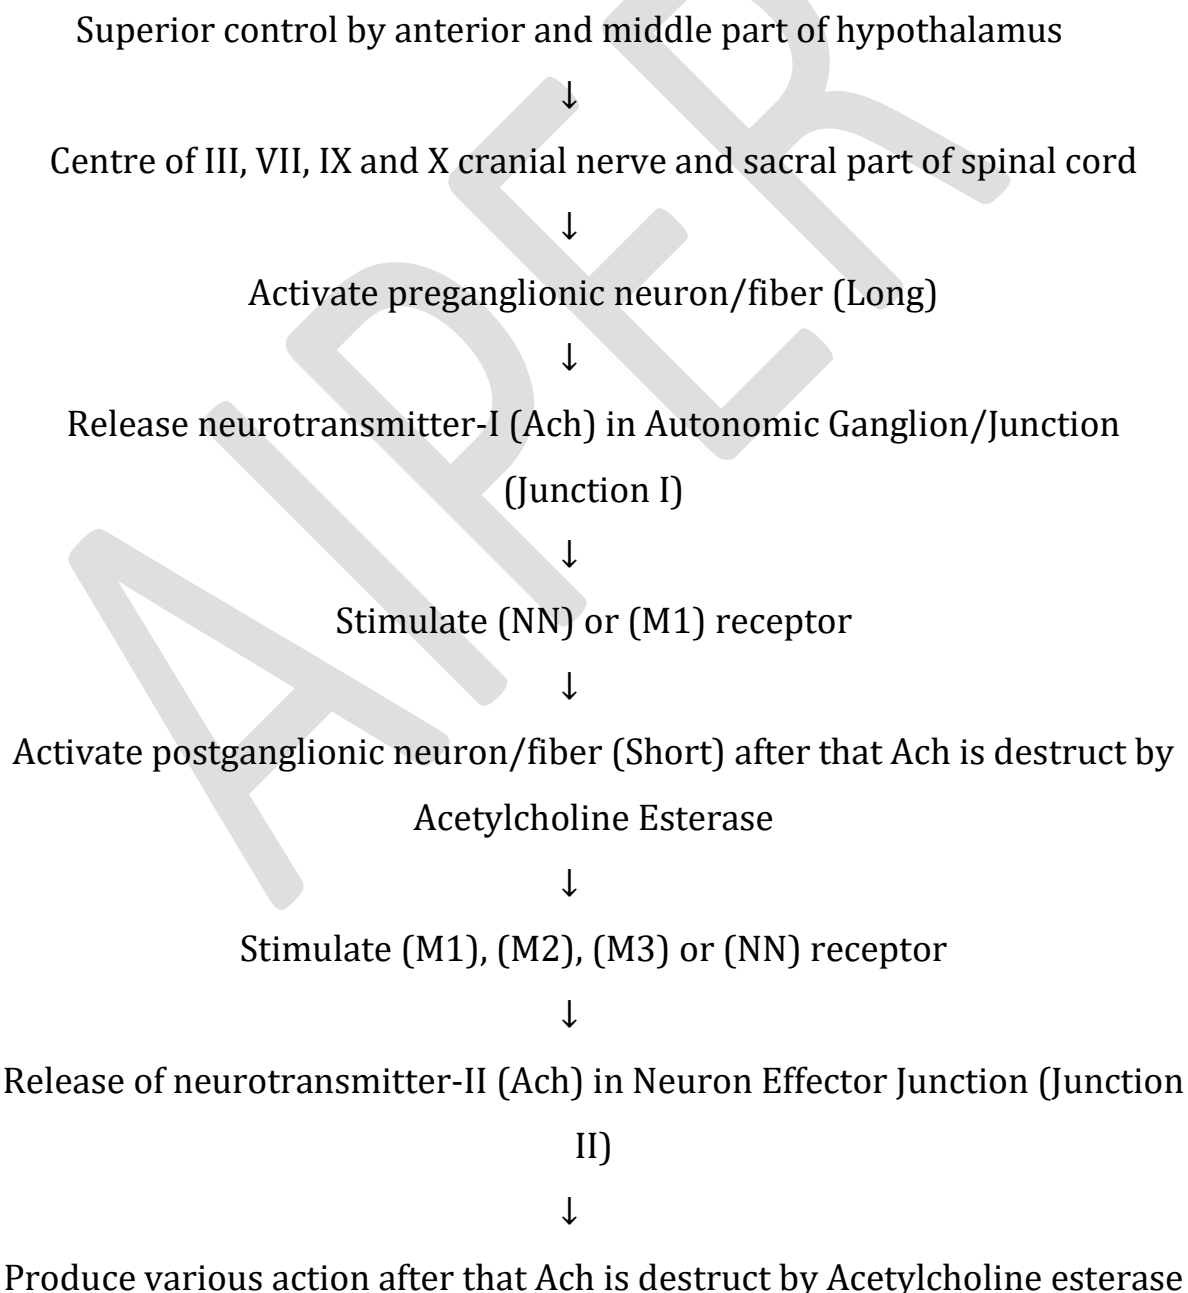 Superior control by anterior and middle part of hypothalamus
↓
Centre of III, VII, IX and X cranial nerve and sacral part of spinal cord
↓
Activate preganglionic neuron/fiber (Long)
↓
Release neurotransmitter-I (Ach) in Autonomic Ganglion/Junction
(Junction I)
↓
Stimulate (NN) or (M1) receptor
↓
Activate postganglionic neuron/fiber (Short) after that Ach is destruct by
Acetylcholine Esterase
↓
Stimulate (M1), (M2), (M3) or (NN) receptor
↓
Release of neurotransmitter-II (Ach) in Neuron Effector Junction (Junction
II)
↓
Produce various action after that Ach is destruct by Acetylcholine esterase
AIPER